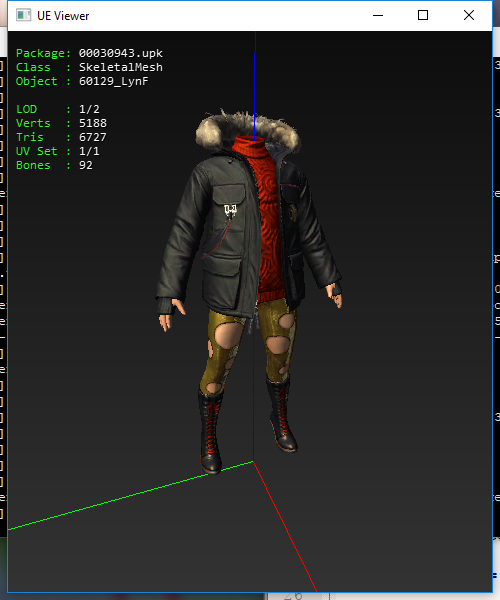 UE Viewer
Package: 00030943.upk
Class : SkeletalMesh
Object : 60129_LynF
LOD : 1/2
Verts : 5188
Tris : 6727
UV Set : 1/1
Bones : 92
26